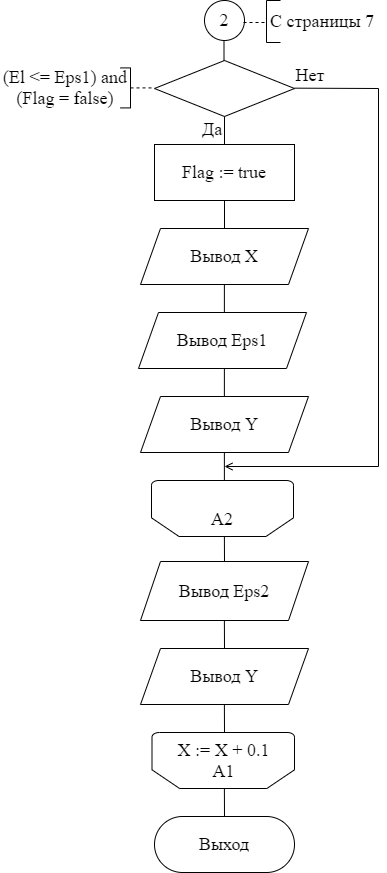 2
С страницы 7
(El <= Eps1) and
(Flag = false)
Нет
Да
Flag := true
Вывод X
Вывод Eps1
Вывод Y
A2
Вывод Eps2
Вывод Y
X := X + 0.1
A1
Выход